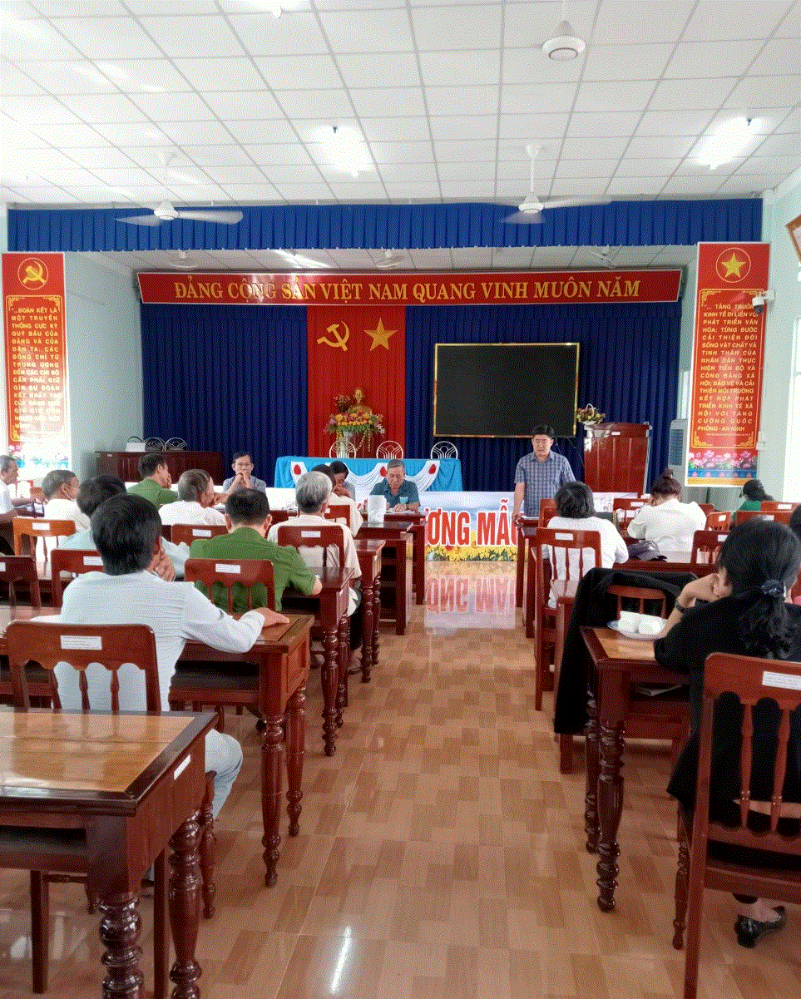 ĐẢNG CỘNG SẢN VIỆT NAM QUANG VINH MUÔN NĂM
"...ĐOÀN KẾT LÀ
MỘT TRUYỀN
THỐNG CỰC KỲ
QUÝ BÁU CỦA
ĐẢNG VÀ CỦA
DÂN TA. CÁC
ĐỒNG CHÍ TỪ
TRUNG ƯƠNG
ĐẾN CÁC CHI BỘ
CẦN PHẢI GIỮ
GÌN SỰ ĐOÀN
KẾT NHẤT TRÍ
"... TĂNG TRƯỞNG
KINH TẾ ĐI LIỀN VỚI
PHÁT TRIỂN VĂN
HÓA; TỪNG BƯỚC
CẢI THIỆN ĐỜI
SỐNG VẬT CHẤT VÀ
TINH THẦN CỦA
NHÂN DÂN THỰC
HIỆN TIẾN BỘ VÀ
CÔNG BẰNG XÃ
HỘI; BẢO VỆ VÀ CẢI
THIỆN MÔI TRƯỜNG
KẾT HỢP PHÁT
TRIỂN KINH TẾ XÃ
HỘI VỚI TĂNG
CƯỜNG QUỐC
PHÒNG - AN NINH
ƯƠNG MẪ